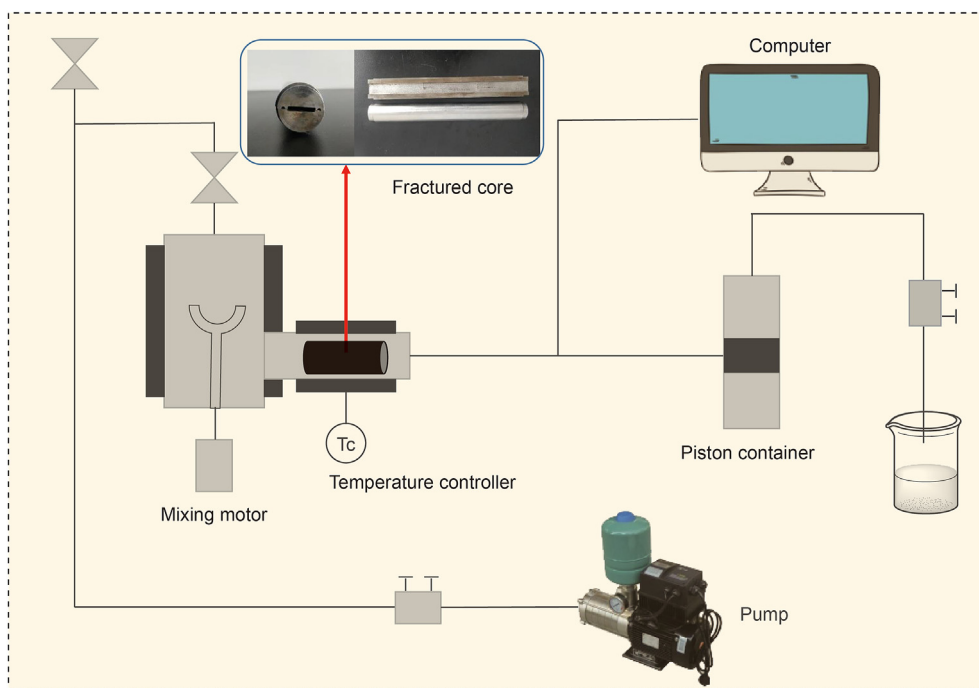 Computer
Fractured core
Tc
Temperature controller
Piston container
Mixing motor
Pump